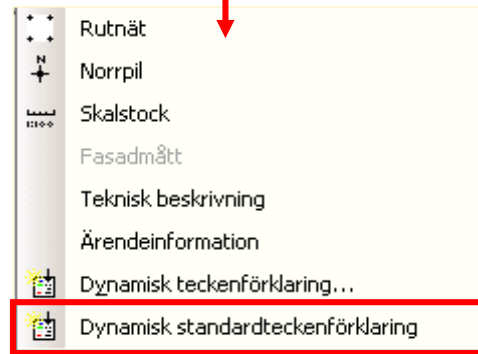 Rutnät
N
Norrpil
Skalstock
Fasadmått
Teknisk beskrivning
Ärendeinformation
Dynamisk teckenförklaring...
Dynamisk standardteckenförklaring